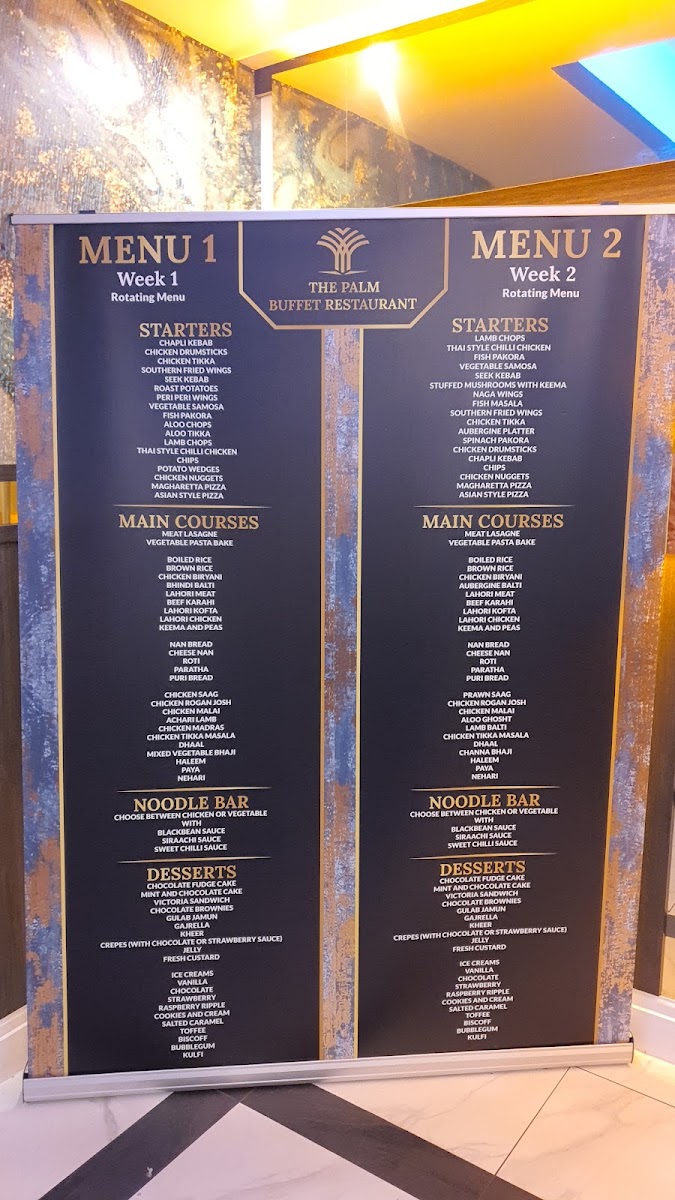 MENU 1
Week 1
Rotating Menu
THE PALM
BUFFET RESTAURANT
MENU 2
Week 2
Rotating Menu
STARTERS
CHAPLI KEBAB
CHICKEN DRUMSTICKS
CHICKEN TIKKA
SOUTHERN FRIED WINGS
SEEK KEBAB
ROAST POTATOES
PERI PERI WINGS
VEGETABLE SAMOSA
FISH PAKORA
ALOO CHOPS
ALOO TIKKA
LAMB CHOPS
THAI STYLE CHILLI CHICKEN
CHIPS
POTATO WEDGES
CHICKEN NUGGETS
MAGHARETTA PIZZA
ASIAN STYLE PIZZA
MAIN COURSES
MEAT LASAGNE
VEGETABLE PASTA BAKE
BOILED RICE
BROWN RICE
CHICKEN BIRYANI
BHINDI BALTI
LAHORI MEAT
BEEF KARAHI
LAHORI KOFTA
LAHORI CHICKEN
KEEMA AND PEAS
NAN BREAD
CHEESE NAN
ROTI
PARATHA
PURI BREAD
CHICKEN SAAG
CHICKEN ROGAN JOSH
CHICKEN MALAI
ACHARI LAMB
CHICKEN MADRAS
CHICKEN TIKKA MASALA
DHAAL
MIXED VEGETABLE BHAJI
HALEEM
PAYA
NEHARI
NOODLE BAR
CHOOSE BETWEEN CHICKEN OR VEGETABLE
WITH
BLACKBEAN SAUCE
SIRAACHI SAUCE
SWEET CHILLI SAUCE
DESSERTS
CHOCOLATE FUDGE CAKE
MINT AND CHOCOLATE CAKE
VICTORIA SANDWICH
CHOCOLATE BROWNIES
GULAB JAMUN
GAJRELLA
KHEER
CREPES (WITH CHOCOLATE OR STRAWBERRY SAUCE)
JELLY
FRESH CUSTARD
ICE CREAMS
VANILLA
CHOCOLATE
STRAWBERRY
RASPBERRY RIPPLE
COOKIES AND CREAM
SALTED CARAMEL
TOFFEE
BISCOFF
BUBBLEGUM
KULFI
STARTERS
LAMB CHOPS
THAI STYLE CHILLI CHICKEN
FISH PAKORA
VEGETABLE SAMOSA
SEEK KEBAB
STUFFED MUSHROOMS WITH KEEMA
NAGA WINGS
FISH MASALA
SOUTHERN FRIED WINGS
CHICKEN TIKKA
AUBERGINE PLATTER
SPINACH PAKORA
CHICKEN DRUMSTICKS
CHAPLI KEBAB
CHIPS
CHICKEN NUGGETS
MAGHARETTA PIZZA
ASIAN STYLE PIZZA
MAIN COURSES
MEAT LASAGNE
VEGETABLE PASTA BAKE
BOILED RICE
BROWN RICE
CHICKEN BIRYANI
AUBERGINE BALTI
LAHORI MEAT
BEEF KARAHI
LAHORI KOFTA
LAHORI CHICKEN
KEEMA AND PEAS
NAN BREAD
CHEESE NAN
ROTI
PARATHA
PURI BREAD
PRAWN SAAG
CHICKEN ROGAN JOSH
CHICKEN MALAI
ALOO GHOSHT
LAMB BALTI
CHICKEN TIKKA MASALA
DHAAL
CHANNA BHAJI
HALEEM
PAYA
NEHARI
NOODLE BAR
CHOOSE BETWEEN CHICKEN OR VEGETABLE
WITH
BLACKBEAN SAUCE
SIRAACHI SAUCE
SWEET CHILLI SAUCE
DESSERTS
CHOCOLATE FUDGE CAKE
MINT AND CHOCOLATE CAKE
VICTORIA SANDWICH
CHOCOLATE BROWNIES
GULAB JAMUN
GAJRELLA
KHEER
CREPES (WITH CHOCOLATE OR STRAWBERRY SAUCE)
JELLY
FRESH CUSTARD
ICE CREAMS
VANILLA
CHOCOLATE
STRAWBERRY
RASPBERRY RIPPLE
COOKIES AND CREAM
SALTED CARAMEL
TOFFEE
BISCOFF
BUBBLEGUM
KULFI